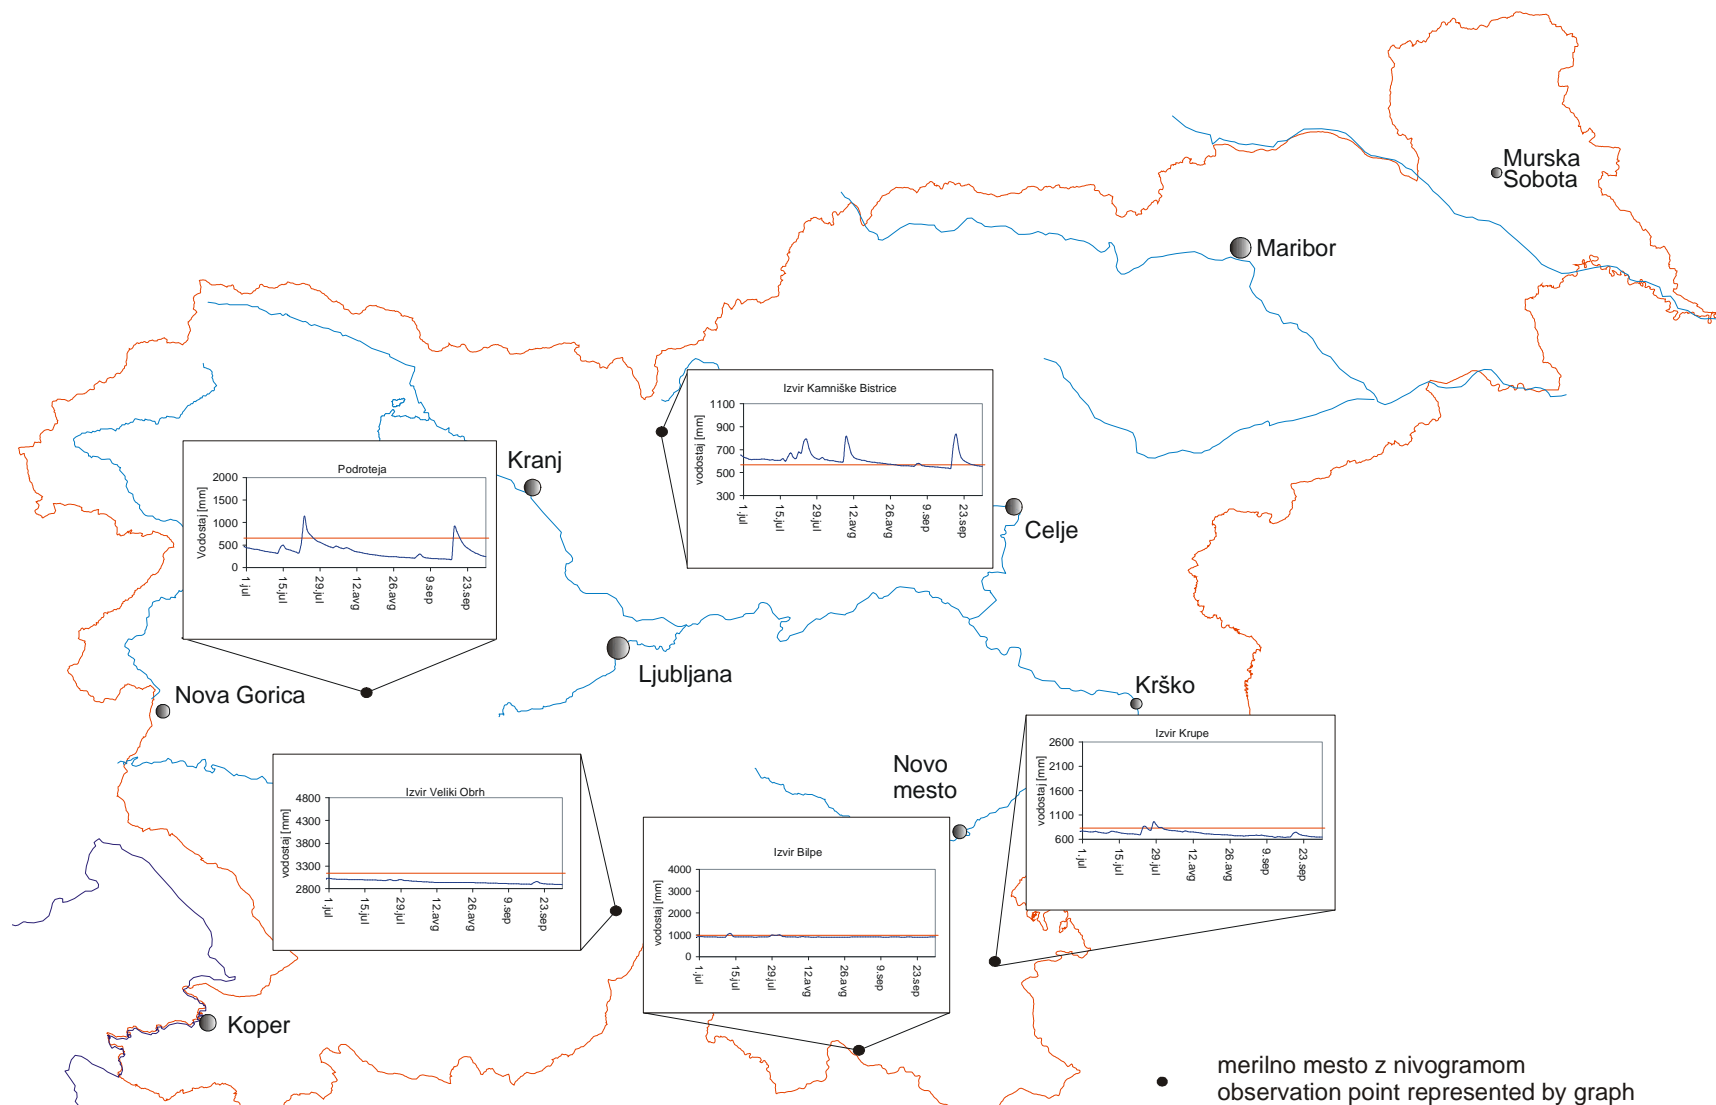 Murska
Sobota
Maribor
Izvir Kamniške Bistrice
vodostaj [mm]
1100
900
700
500
300
1.jul
15.jul
29.jul
12.avg
26.avg
9.sep
23.sep
Kranj
Podroteja
Vodostaj [mm]
2000
1500
1000
500
0
1.jul
15.jul
29.jul
12.avg
26.avg
9.sep
23.sep
Celje
Ljubljana
Nova Gorica
Krško
Izvir Krupe
vodostaj [mm]
2600
2100
1600
1100
600
1.jul
15.jul
29.jul
12.avg
26.avg
9.sep
23.sep
Novo
mesto
Izvir Veliki Obrh
vodostaj [mm]
4800
4300
3800
3300
2800
1.jul
15.jul
29.jul
12.avg
26.avg
9.sep
23.sep
Izvir Bilpe
vodostaj [mm]
4000
3000
2000
1000
0
1.jul
15.jul
29.jul
12.avg
26.avg
9.sep
23.sep
Koper
merilno mesto z nivogramom
observation point represented by graph